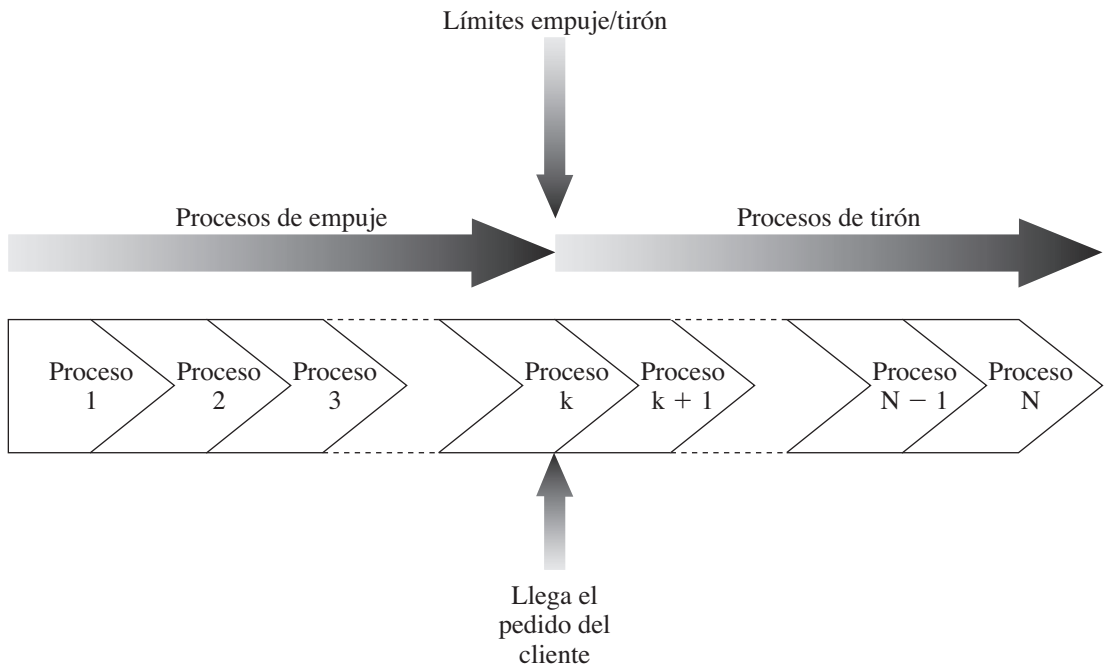 Límites empuje/tirón
Procesos de empuje
Procesos de tirón
Proceso
1
Proceso
2
Proceso
3
Proceso
k
Proceso
k + 1
Proceso
N − 1
Proceso
N
Llega el
pedido del
cliente